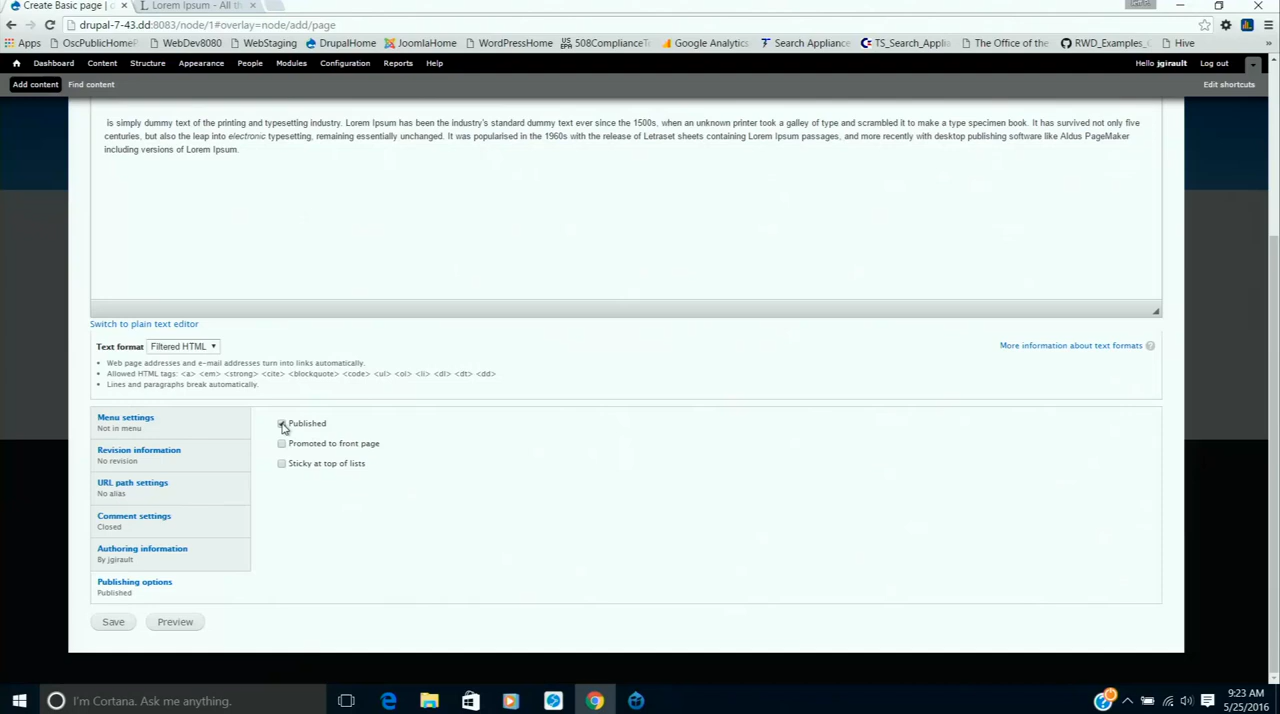 Create Basic page |
Lorem Ipsum - All th
drupal-7-43.dd:8083/node/1#overlay=node/add/page
Apps OscPublicHomeP WebDev8080 WebStaging DrupalHome JoomlaHome WordPressHome 508ComplianceT Google Analytics Search Appliance TS_Search_Appli The Office of the RWD_Examples_ Hive
Dashboard Content Structure Appearance People Modules Configuration Reports Help Hello jgirault Log out
Add content Find content Edit shortcuts
is simply dummy text of the printing and typesetting industry. Lorem Ipsum has been the industry's standard dummy text ever since the 1500s, when an unknown printer took a galley of type and scrambled it to make a type specimen book. It has survived not only five
centuries, but also the leap into electronic typesetting, remaining essentially unchanged. It was popularised in the 1960s with the release of Letraset sheets containing Lorem Ipsum passages, and more recently with desktop publishing software like Aldus PageMaker
including versions of Lorem Ipsum.
Switch to plain text editor
Text format Filtered HTML
More information about text formats
Web page addresses and e-mail addresses turn into links automatically.
Allowed HTML tags: <a> <em> <strong> <cite> <blockquote> <code> <ul> <ol> <li> <dl> <dt> <dd>
Lines and paragraphs break automatically.
Menu settings
Not in menu
Revision information
No revision
URL path settings
No alias
Comment settings
Closed
Authoring information
By jgirault
Publishing options
Published
Published
Promoted to front page
Sticky at top of lists
Save Preview
I'm Cortana. Ask me anything.
9:23 AM
5/25/2016